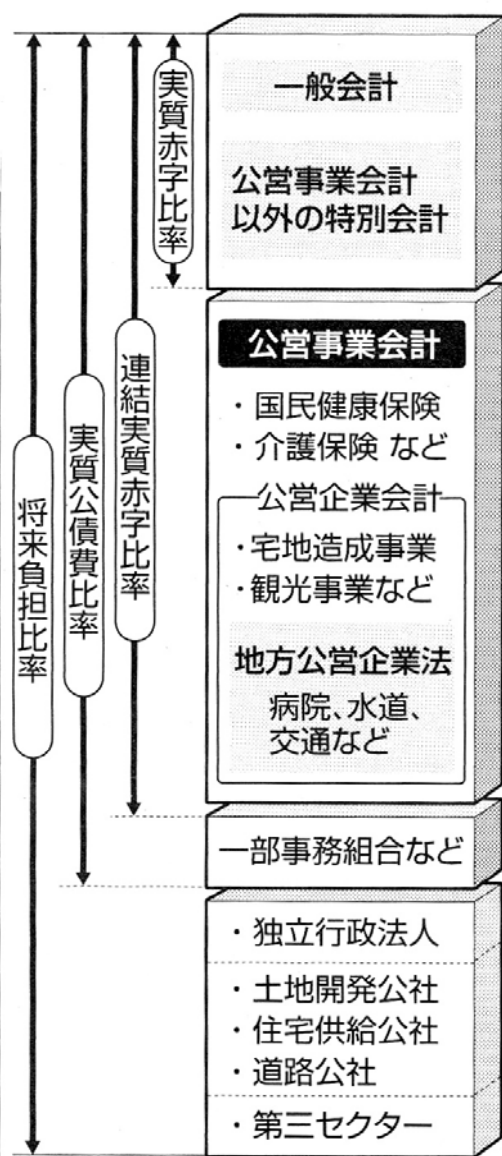 実質赤字比率
連結実質赤字比率
実質公債費比率
将来負担比率
一般会計
公営事業会計
以外の特別会計
公営事業会計
・国民健康保険
・介護保険 など
公営企業会計
・宅地造成事業
・観光事業など
地方公営企業法
病院、水道、
交通など
一部事務組合など
・独立行政法人
・土地開発公社
・住宅供給公社
・道路公社
・第三セクター